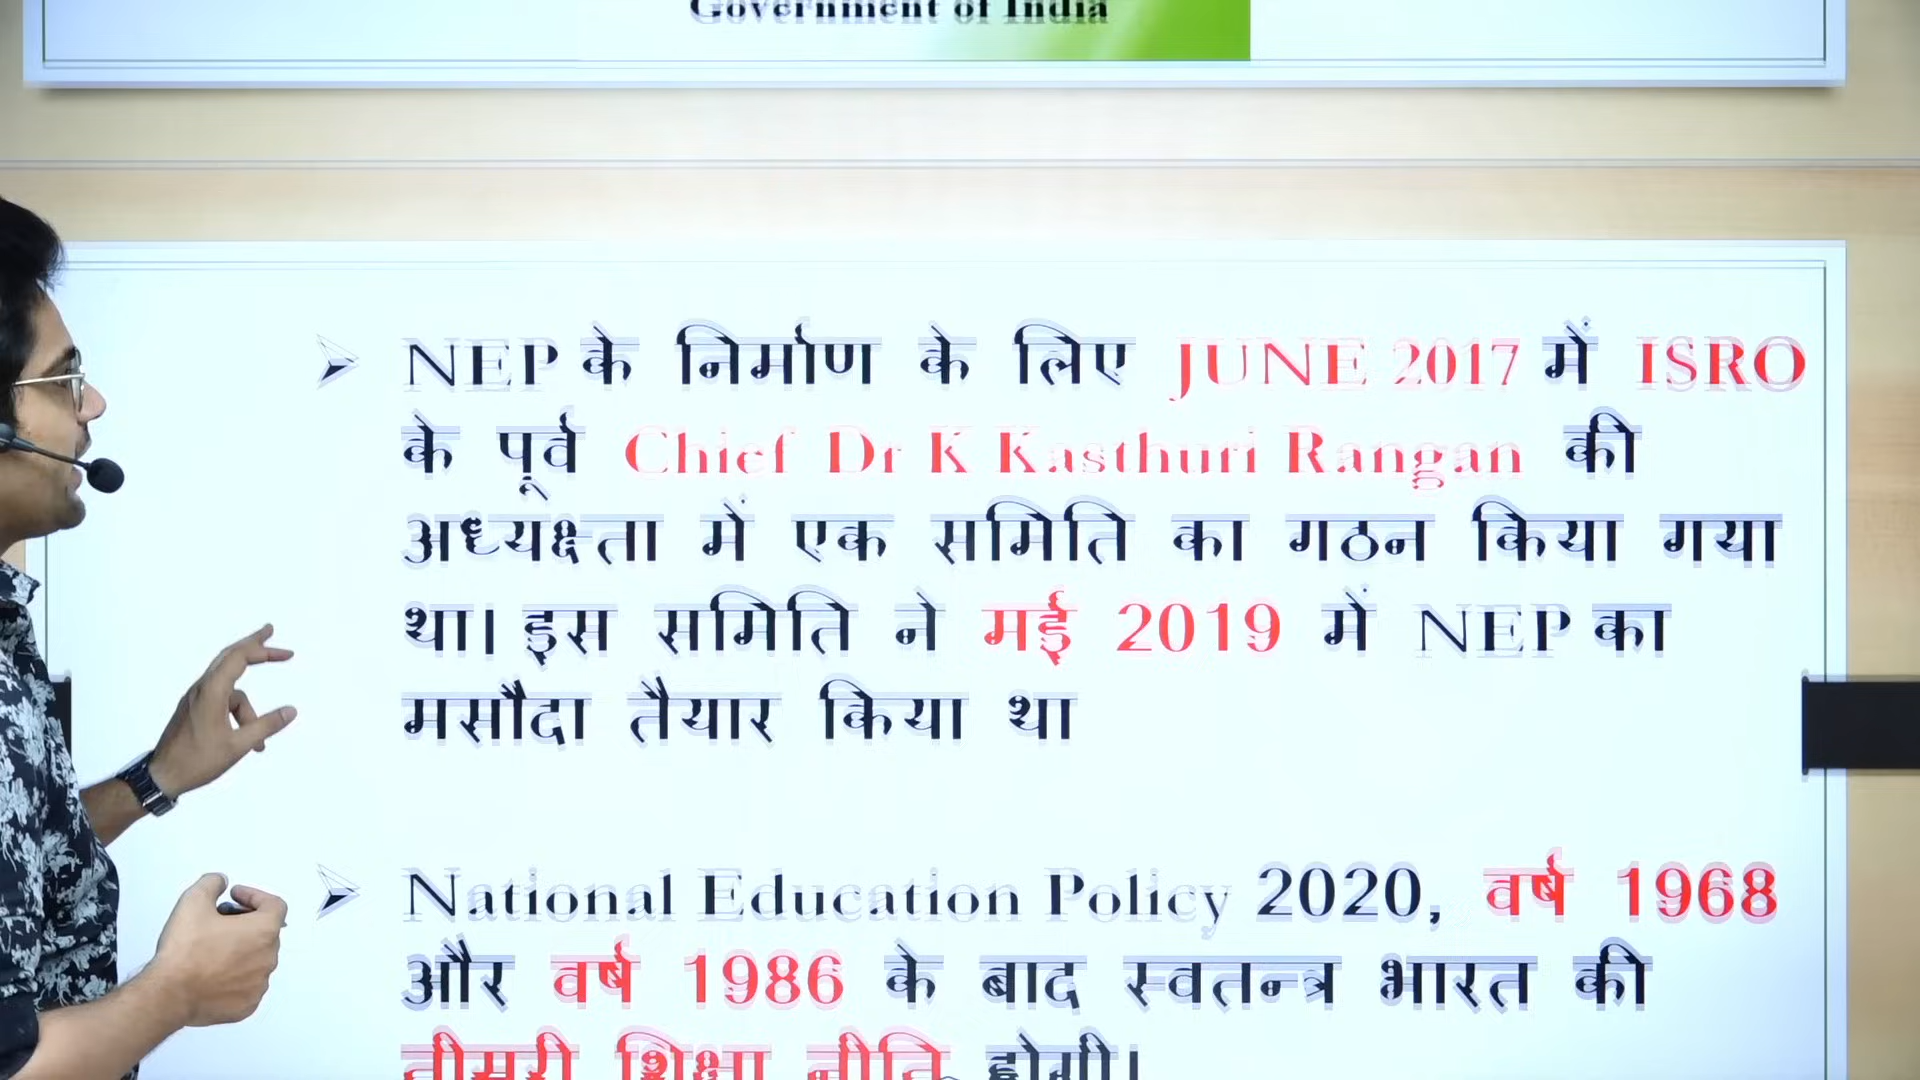 Government of India
NEP के निर्माण के लिए JUNE 2017 में ISRO
के पूर्व Chief Dr K Kasthuri Rangan की
अध्यक्षता में एक समिति का गठन किया गया
था। इस समिति ने मई 2019 में NEP का
मसौदा तैयार किया था
National Education Policy 2020, वर्ष 1968
और वर्ष 1986 के बाद स्वतन्त्र भारत की
तीसरी शिक्षा नीति होगी।